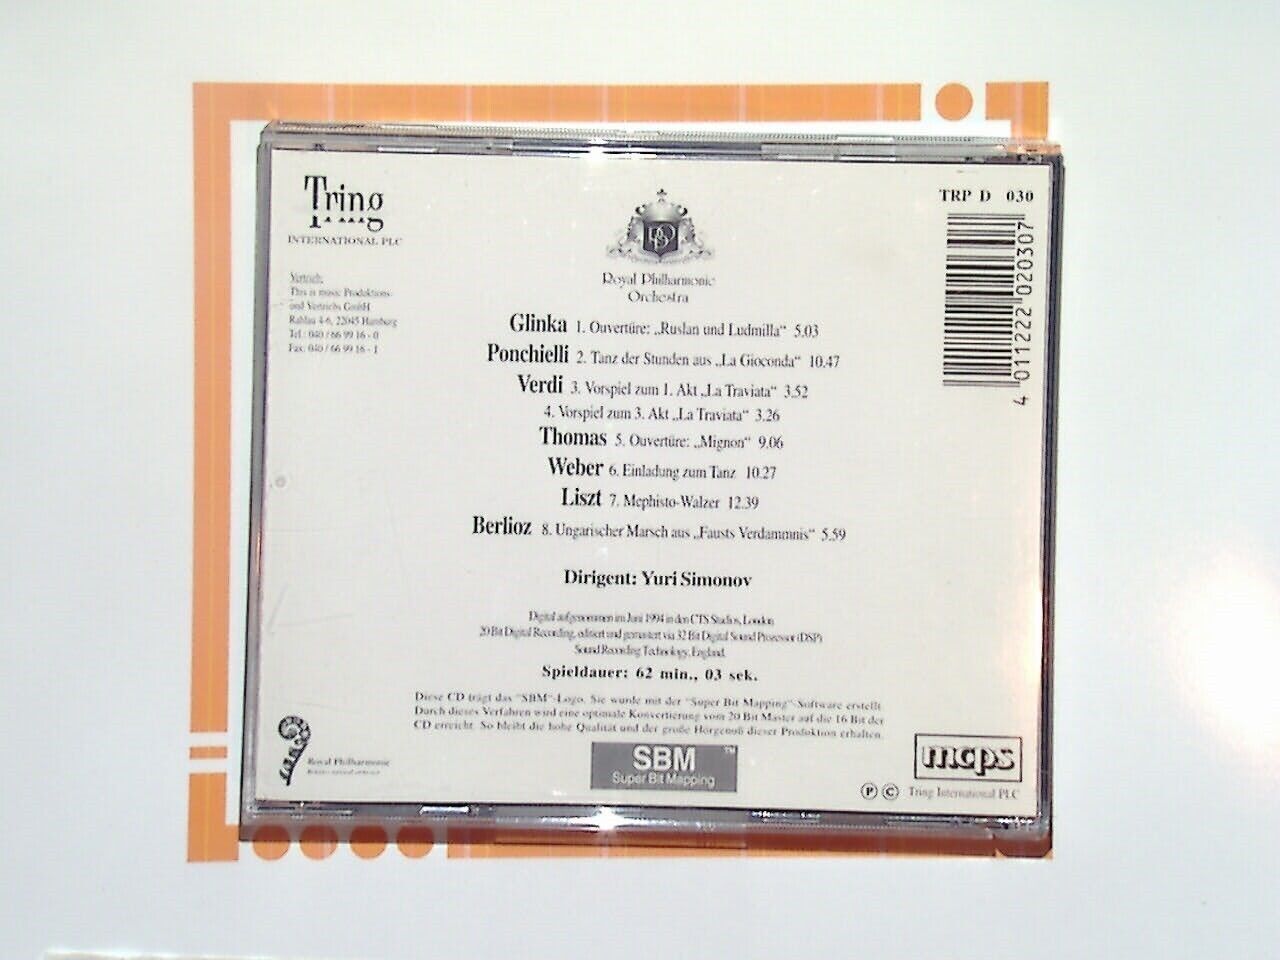 Tring
INTERNATIONAL PLC
Vertrieb:
This is music Produktions-
und Vertriebs GmbH
Rahlau 4-6, 22045 Hamburg
Tel.: 040 / 66 99 16 - 0
Fax: 040 / 66 99 16 - 1
RPO
Royal Philharmonic
Orchestra
TRP D 030
4 011222 020307
Glinka 1. Ouvertüre: „Ruslan und Ludmilla“ 5.03
Ponchielli 2. Tanz der Stunden aus „La Gioconda“ 10.47
Verdi 3. Vorspiel zum 1. Akt „La Traviata“ 3.52
4. Vorspiel zum 3. Akt „La Traviata“ 3.26
Thomas 5. Ouvertüre: „Mignon“ 9.06
Weber 6. Einladung zum Tanz 10.27
Liszt 7. Mephisto-Walzer 12.39
Berlioz 8. Ungarischer Marsch aus „Fausts Verdammnis“ 5.59
Dirigent: Yuri Simonov
Digital aufgenommen im Juni 1994 in den CTS Studios, London
20 Bit Digital Recording, editiert und gemastert via 32 Bit Digital Sound Prozessor (DSP)
Sound Recording Technology, England.
Spieldauer: 62 min., 03 sek.
Diese CD trägt das "SBM"-Logo. Sie wurde mit der "Super Bit Mapping"-Software erstellt.
Durch dieses Verfahren wird eine optimale Konvertierung vom 20 Bit Master auf die 16 Bit der
CD erreicht. So bleibt die hohe Qualität und der große Hörgenuß dieser Produktion erhalten.
SBM™
Super Bit Mapping
Royal Philharmonic
mcps
Ⓟ © Tring International PLC